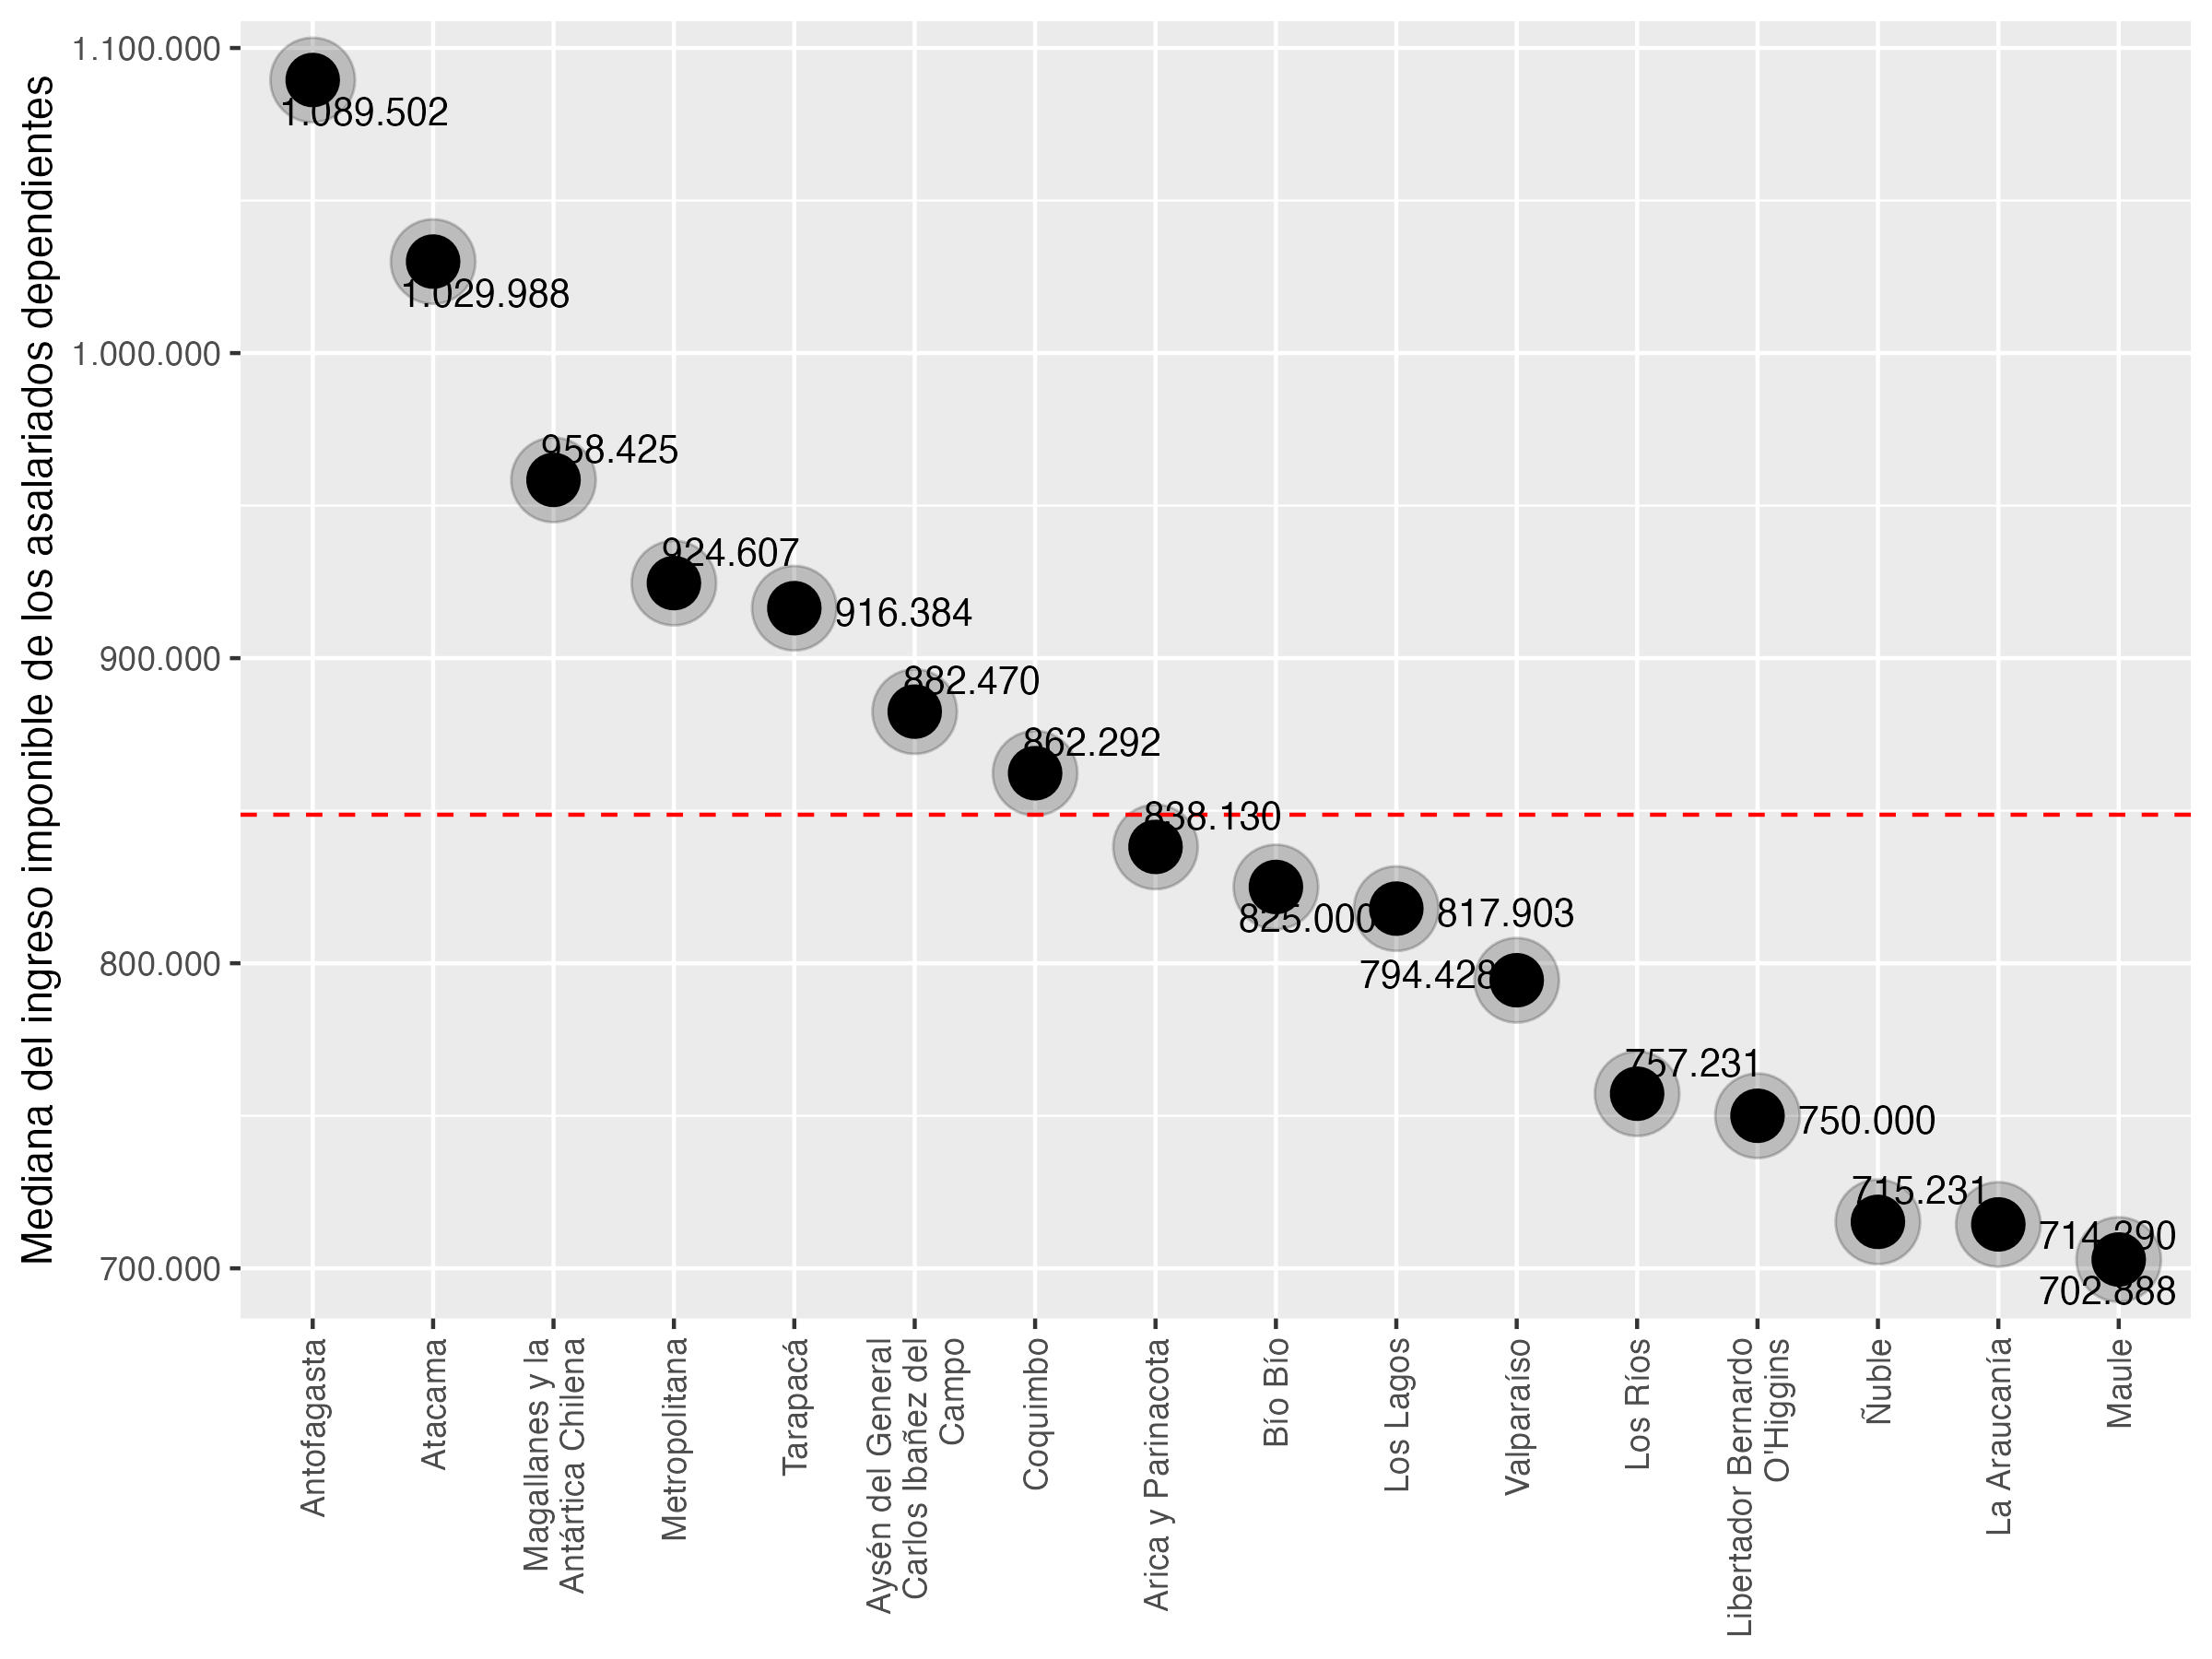 Mediana del ingreso imponible de los asalariados dependientes
1.100.000
1.000.000
900.000
800.000
700.000
1.089.502
1.029.988
958.425
924.607
916.384
882.470
862.292
838.130
825.000
817.903
794.428
757.231
750.000
715.231
714.290
702.888
Antofagasta
Atacama
Magallanes y la
Antártica Chilena
Metropolitana
Tarapacá
Aysén del General
Carlos Ibañez del
Campo
Coquimbo
Arica y Parinacota
Bío Bío
Los Lagos
Valparaíso
Los Ríos
Libertador Bernardo
O'Higgins
Ñuble
La Araucanía
Maule